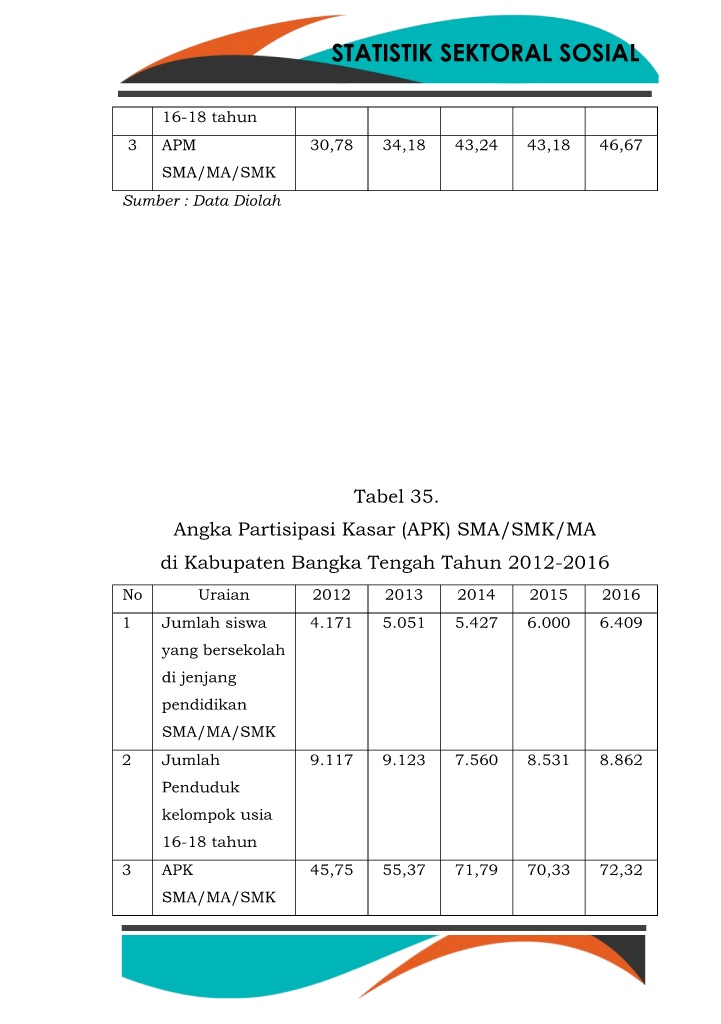 STATISTIK SEKTORAL SOSIAL
16-18 tahun
3 APM 30,78 34,18 43,24 43,18 46,67
SMA/MA/SMK
Sumber : Data Diolah
Tabel 35.
Angka Partisipasi Kasar (APK) SMA/SMK/MA
di Kabupaten Bangka Tengah Tahun 2012-2016
No Uraian 2012 2013 2014 2015 2016
1 Jumlah siswa 4.171 5.051 5.427 6.000 6.409
yang bersekolah
di jenjang
pendidikan
SMA/MA/SMK
2 Jumlah 9.117 9.123 7.560 8.531 8.862
Penduduk
kelompok usia
16-18 tahun
3 APK 45,75 55,37 71,79 70,33 72,32
SMA/MA/SMK